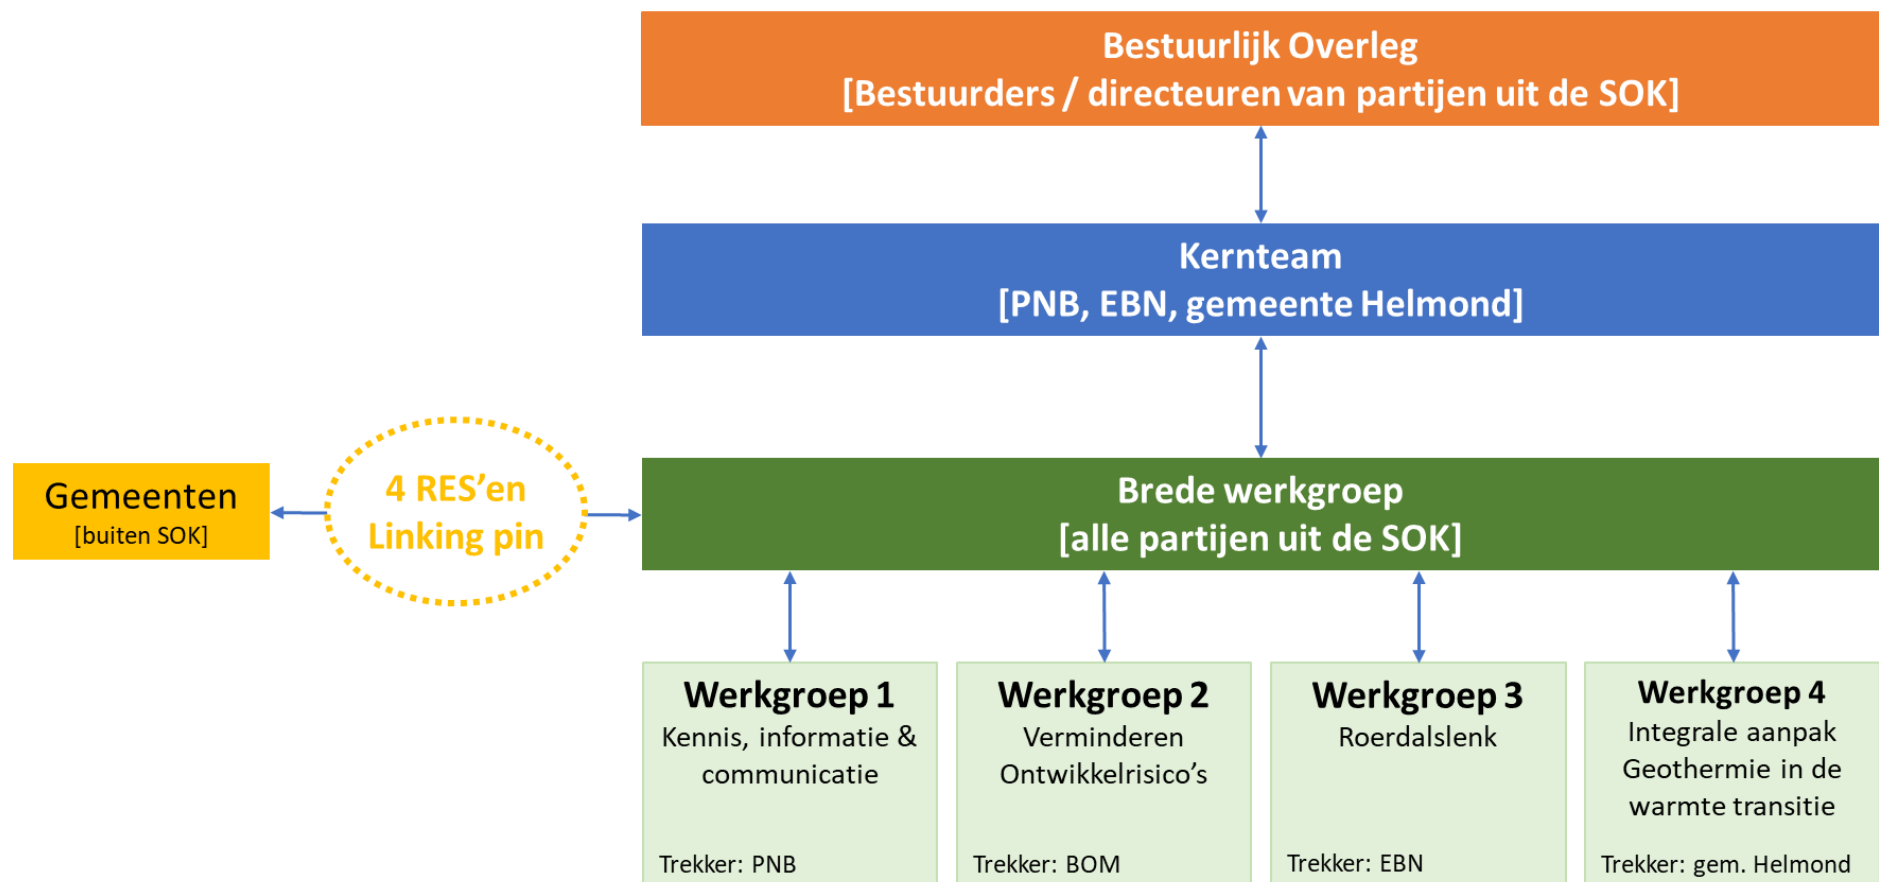 Bestuurlijk Overleg
[Bestuurders / directeuren van partijen uit de SOK]
Kernteam
[PNB, EBN, gemeente Helmond]
Gemeenten
[buiten SOK]
4 RES’en
Linking pin
Brede werkgroep
[alle partijen uit de SOK]
Werkgroep 1
Kennis, informatie &
communicatie
Trekker: PNB
Werkgroep 2
Verminderen
Ontwikkelrisico’s
Trekker: BOM
Werkgroep 3
Roerdalslenk
Trekker: EBN
Werkgroep 4
Integrale aanpak
Geothermie in de
warmte transitie
Trekker: gem. Helmond